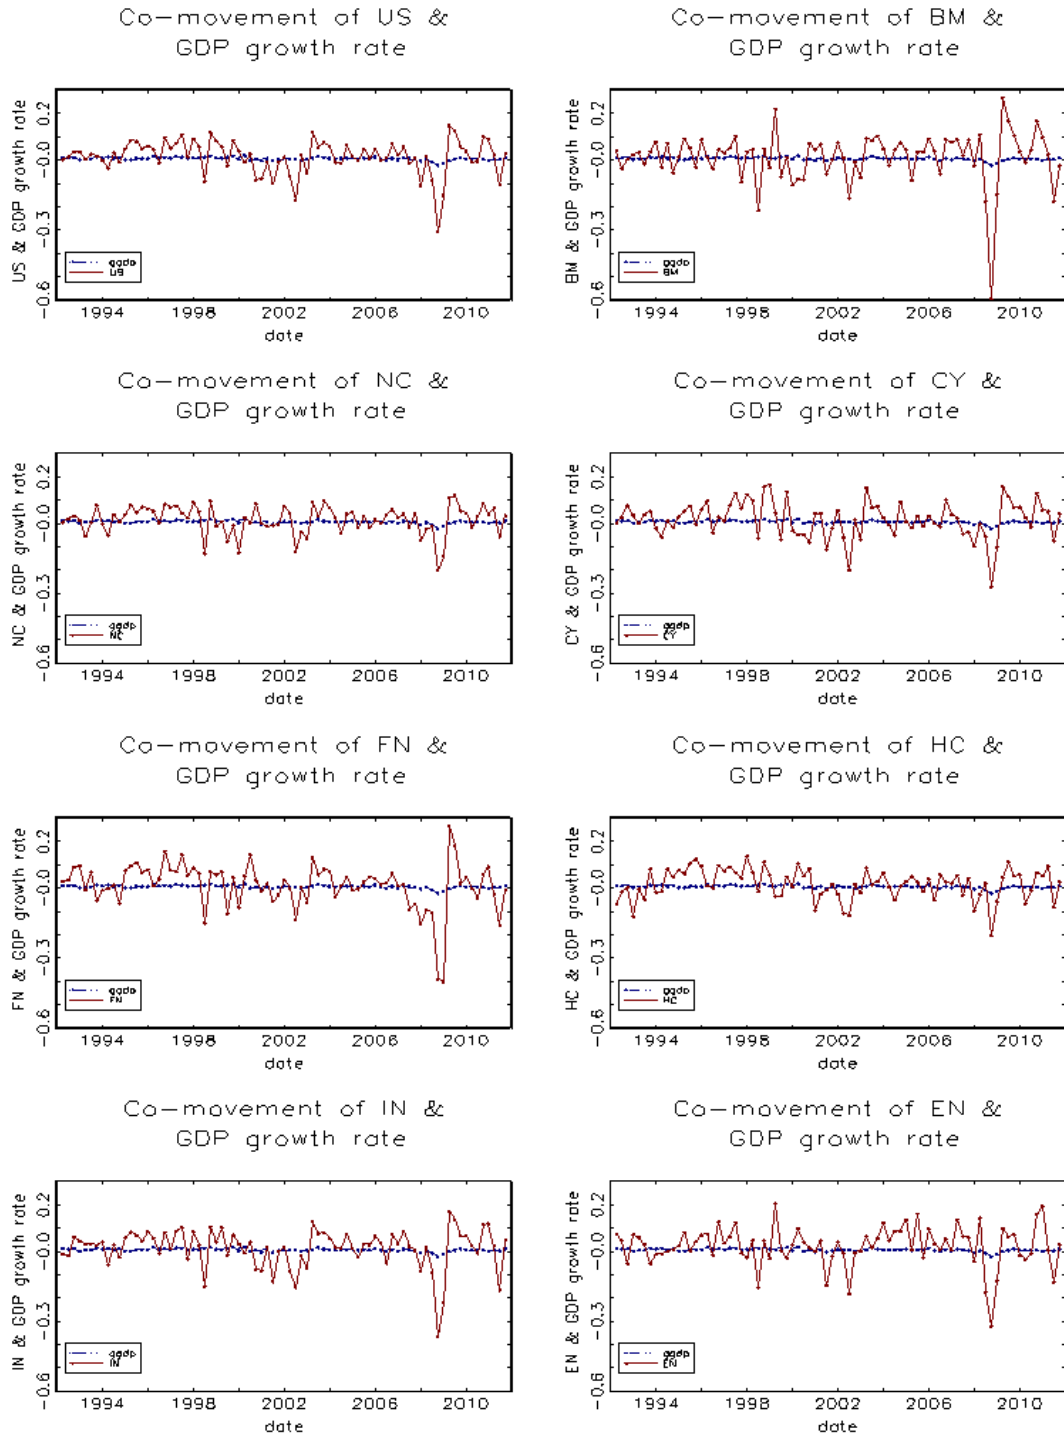 Co-movement of US &
GDP growth rate
US & GDP growth rate
0.2
-0.0
-0.3
-0.6
ggdp
US
1994 1998 2002 2006 2010
date
Co-movement of BM &
GDP growth rate
BM & GDP growth rate
0.2
-0.0
-0.3
-0.6
ggdp
BM
1994 1998 2002 2006 2010
date
Co-movement of NC &
GDP growth rate
NC & GDP growth rate
0.2
-0.0
-0.3
-0.6
ggdp
NC
1994 1998 2002 2006 2010
date
Co-movement of CY &
GDP growth rate
CY & GDP growth rate
0.2
-0.0
-0.3
-0.6
ggdp
CY
1994 1998 2002 2006 2010
date
Co-movement of FN &
GDP growth rate
FN & GDP growth rate
0.2
-0.0
-0.3
-0.6
ggdp
FN
1994 1998 2002 2006 2010
date
Co-movement of HC &
GDP growth rate
HC & GDP growth rate
0.2
-0.0
-0.3
-0.6
ggdp
HC
1994 1998 2002 2006 2010
date
Co-movement of IN &
GDP growth rate
IN & GDP growth rate
0.2
-0.0
-0.3
-0.6
ggdp
IN
1994 1998 2002 2006 2010
date
Co-movement of EN &
GDP growth rate
EN & GDP growth rate
0.2
-0.0
-0.3
-0.6
ggdp
EN
1994 1998 2002 2006 2010
date